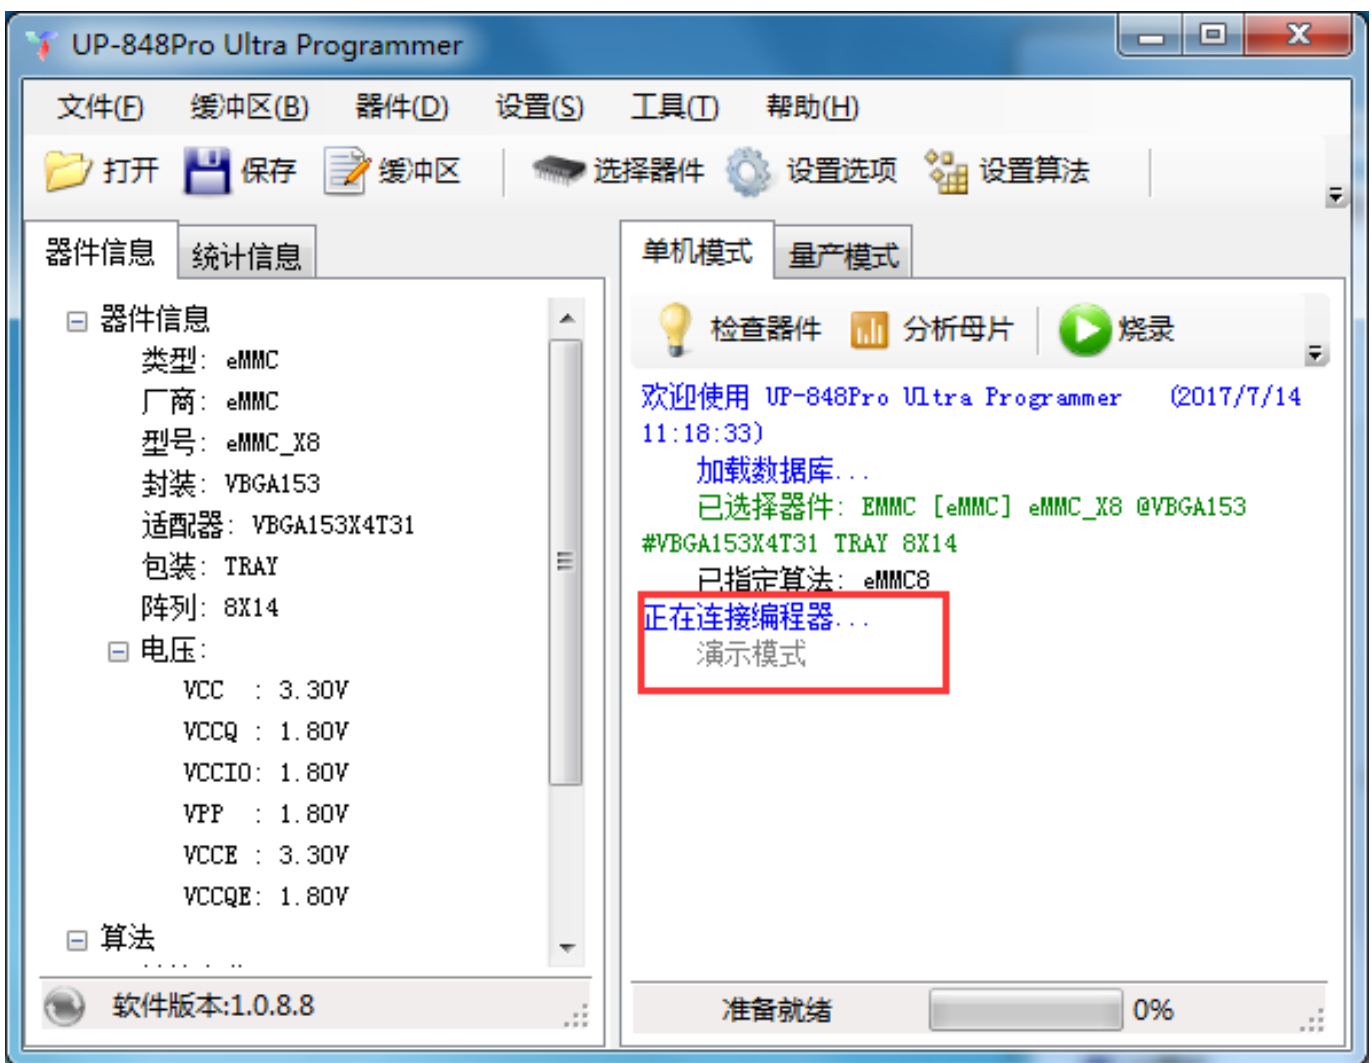 UP-848Pro Ultra Programmer
文件(F) 缓冲区(B) 器件(D) 设置(S) 工具(T) 帮助(H)
打开 保存 缓冲区 选择器件 设置选项 设置算法
器件信息 统计信息
器件信息
类型: eMMC
厂商: eMMC
型号: eMMC_X8
封装: VBGA153
适配器: VBGA153X4T31
包装: TRAY
阵列: 8X14
电压:
VCC : 3.30V
VCCQ : 1.80V
VCCIO: 1.80V
VPP : 1.80V
VCCE : 3.30V
VCCQE: 1.80V
算法
软件版本:1.0.8.8
单机模式 量产模式
检查器件 分析母片 烧录
欢迎使用 UP-848Pro Ultra Programmer (2017/7/14
11:18:33)
加载数据库...
已选择器件: EMMC [eMMC] eMMC_X8 @VBGA153
#VBGA153X4T31 TRAY 8X14
已指定算法: eMMC8
正在连接编程器...
演示模式
准备就绪 0%